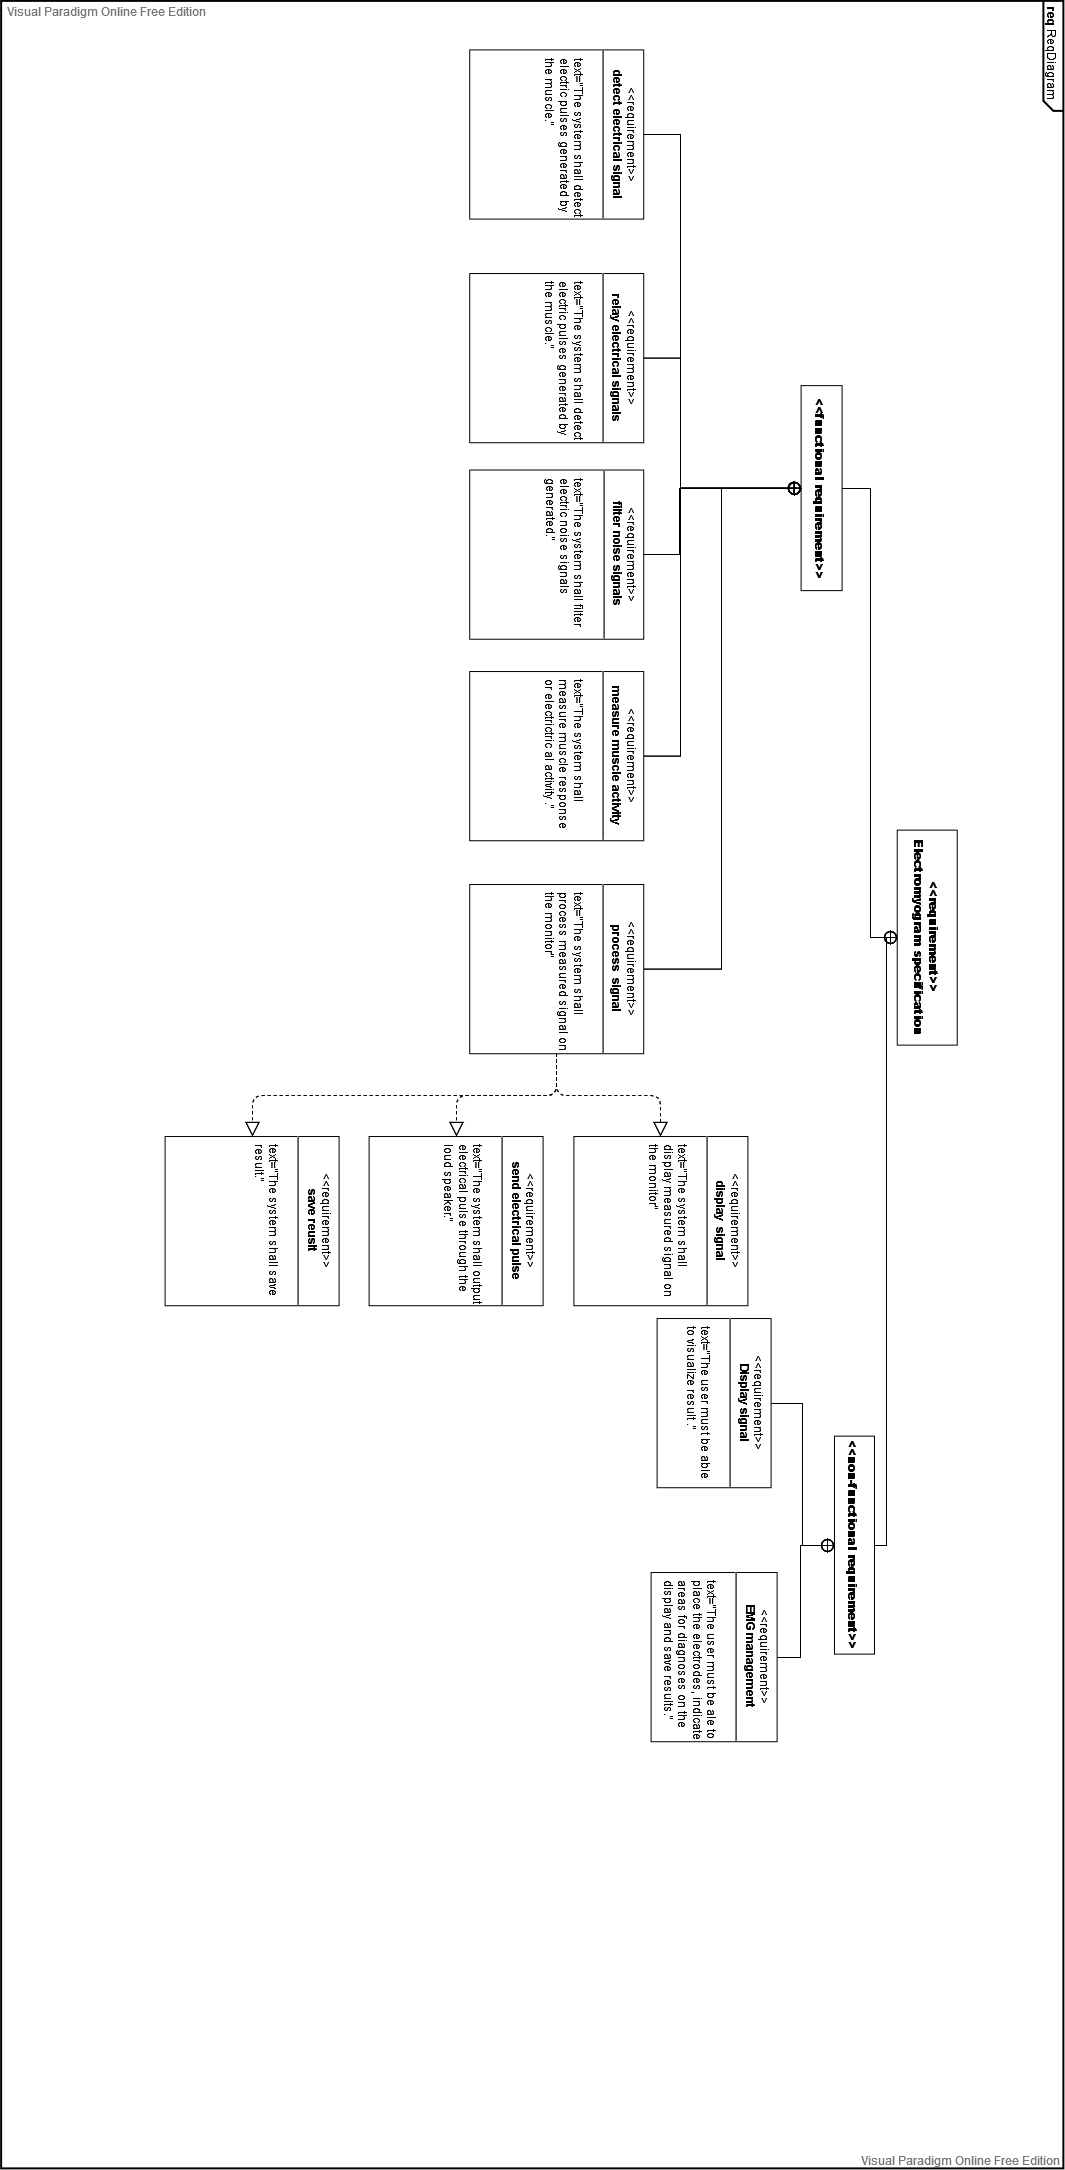 Visual Paradigm Online Free Edition
req ReqDiagram
<<requirement>>
Electromyogram specification
<<functional requirement>>
<<requirement>>
detect electrical signal
text="The system shall detect
electric pulses generated by
the muscle."
<<requirement>>
relay electrical signals
text="The system shall detect
electric pulses generated by
the muscle."
<<requirement>>
filter noise signals
text="The system shall filter
electric noise signals
generated."
<<requirement>>
measure muscle activity
text="The system shall
measure muscle response
or electrictric al activity ."
<<requirement>>
process signal
text="The system shall
process measured signal on
the monitor"
<<requirement>>
display signal
text="The system shall
display measured signal on
the monitor"
<<requirement>>
send electrical pulse
text="The system shall output
electrical pulse through the
loud speaker."
<<requirement>>
save reuslt
text="The system shall save
result."
<<non-functional requirement>>
<<requirement>>
Display signal
text="The user must be able
to visualize result ."
<<requirement>>
EMG management
text="The user must be ale to
place the electrodes, indicate
areas for diagnoses on the
display and save results."
Visual Paradigm Online Free Edition